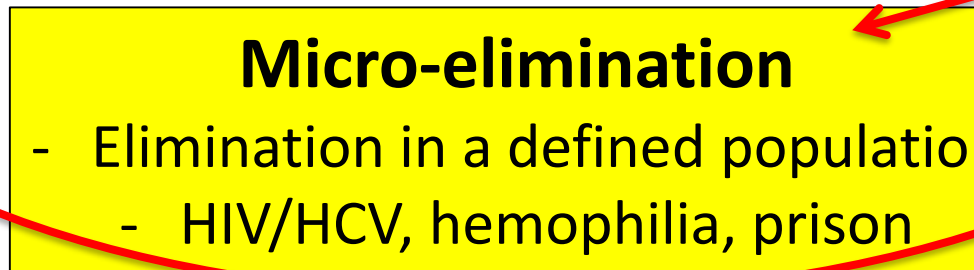 Micro-elimination
- Elimination in a defined populatio
- HIV/HCV, hemophilia, prison